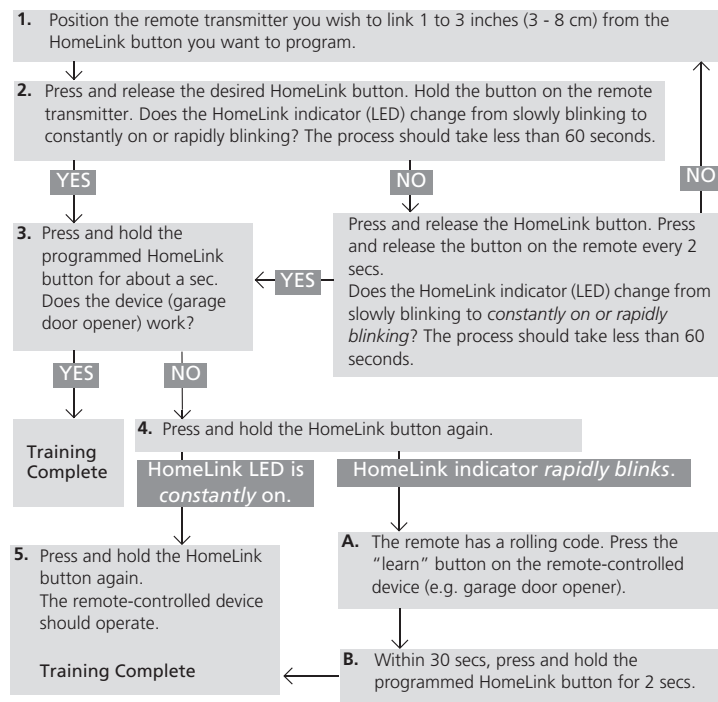 1. Position the remote transmitter you wish to link 1 to 3 inches (3 - 8 cm) from the
HomeLink button you want to program.
2. Press and release the desired HomeLink button. Hold the button on the remote
transmitter. Does the HomeLink indicator (LED) change from slowly blinking to
constantly on or rapidly blinking? The process should take less than 60 seconds.
YES
NO
NO
3. Press and hold the
programmed HomeLink
button for about a sec.
Does the device (garage
door opener) work?
YES
Press and release the HomeLink button. Press
and release the button on the remote every 2
secs.
Does the HomeLink indicator (LED) change from
slowly blinking to constantly on or rapidly
blinking? The process should take less than 60
seconds.
YES
NO
Training
Complete
4. Press and hold the HomeLink button again.
HomeLink LED is
constantly on.
HomeLink indicator rapidly blinks.
5. Press and hold the HomeLink
button again.
The remote-controlled device
should operate.
Training Complete
A. The remote has a rolling code. Press the
“learn” button on the remote-controlled
device (e.g. garage door opener).
B. Within 30 secs, press and hold the
programmed HomeLink button for 2 secs.